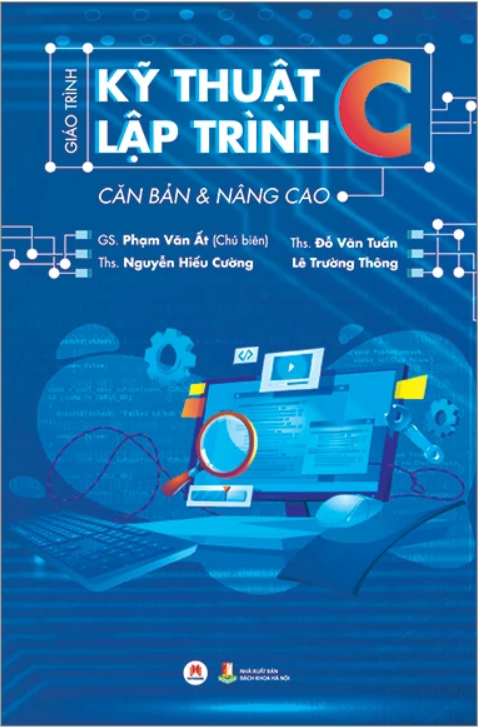 GIÁO TRÌNH
KỸ THUẬT
LẬP TRÌNH C
CĂN BẢN & NÂNG CAO
GS. Phạm Văn Ất (Chủ biên)
Ths. Đỗ Văn Tuấn
Ths. Nguyễn Hiếu Cường
Lê Trường Thông
</>
NHÀ XUẤT BẢN
BÁCH KHOA HÀ NỘI